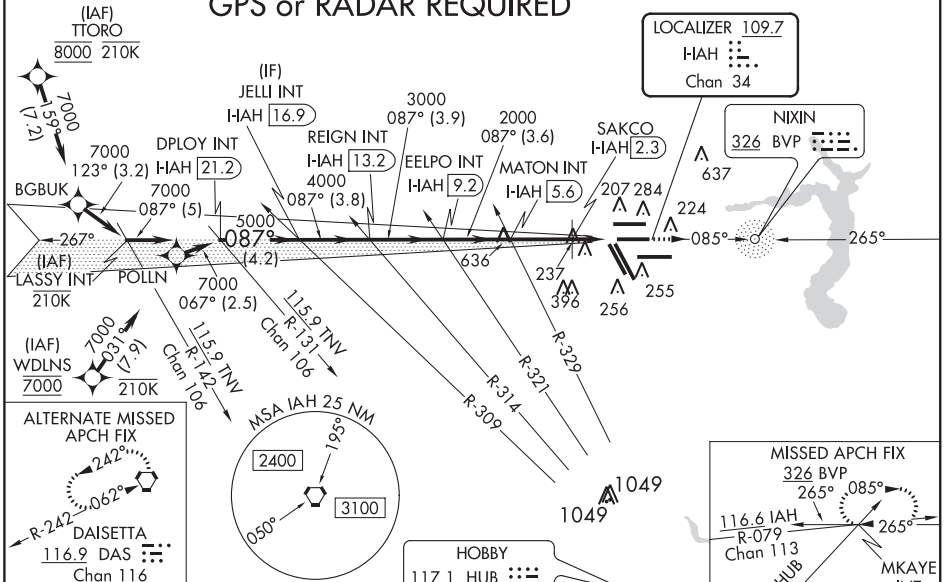 GPS or RADAR REQUIRED
(IAF)
TTORO
8000 210K
7000
159°
(7.2)
LOCALIZER 109.7
I-IAH
Chan 34
(IF)
JELLI INT
I-IAH 16.9
3000
087° (3.9)
2000
087° (3.6)
NIXIN
326 BVP
7000
123° (3.2)
DPLOY INT
I-IAH 21.2
REIGN INT
I-IAH 13.2
EELPO INT
I-IAH 9.2
MATON INT
I-IAH 5.6
SAKCO
I-IAH 2.3
637
BGBUK
7000
087° (5)
4000
087° (3.8)
207
284
224
5000
087°
(4.2)
267°
085°
265°
(IAF)
LASSY INT
210K
POLLN
7000
067° (2.5)
636
237
396
256
255
(IAF)
WDLNS
7000
210K
7000
031°
(7.9)
115.9 TNV
R-142
Chan 106
115.9 TNV
R-131
Chan 106
R-309
R-314
R-321
R-329
ALTERNATE MISSED
APCH FIX
242°
062°
R-242
DAISETTA
116.9 DAS
Chan 116
MSA IAH 25 NM
195°
2400
3100
050°
1049
1049
MISSED APCH FIX
326 BVP
265°
085°
265°
116.6 IAH
R-079
Chan 113
HUB
MKAYE
HOBBY
117.1 HUB